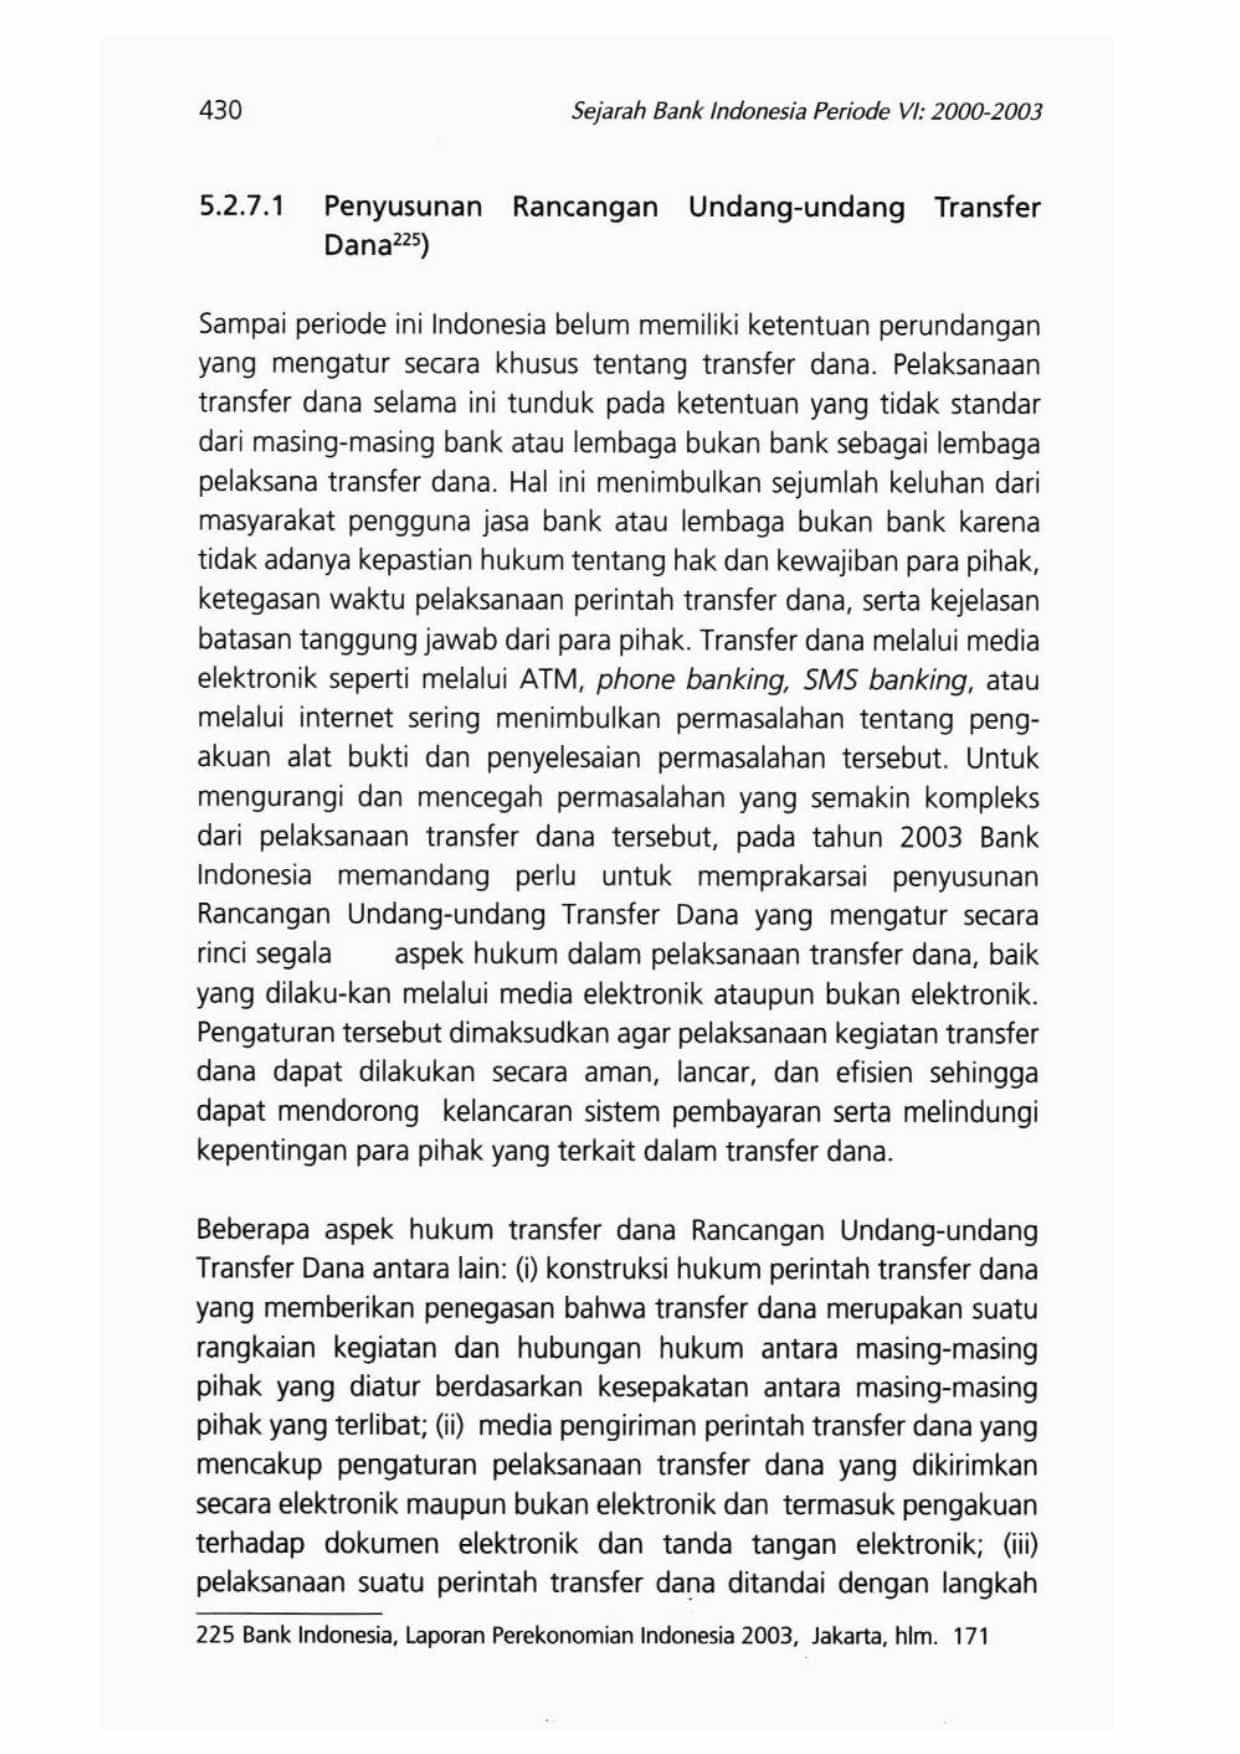 430
Sejarah Bank Indonesia Periode VI: 2000-2003
5.2.7.1 Penyusunan Rancangan Undang-undang Transfer
Dana225)
Sampai periode ini Indonesia belum memiliki ketentuan perundangan
yang mengatur secara khusus tentang transfer dana. Pelaksanaan
transfer dana selama ini tunduk pada ketentuan yang tidak standar
dari masing-masing bank atau lembaga bukan bank sebagai lembaga
pelaksana transfer dana. Hal ini menimbulkan sejumlah keluhan dari
masyarakat pengguna jasa bank atau lembaga bukan bank karena
tidak adanya kepastian hukum tentang hak dan kewajiban para pihak,
ketegasan waktu pelaksanaan perintah transfer dana, serta kejelasan
batasan tanggung jawab dari para pihak. Transfer dana melalui media
elektronik seperti melalui ATM, phone banking, SMS banking, atau
melalui internet sering menimbulkan permasalahan tentang peng-
akuan alat bukti dan penyelesaian permasalahan tersebut. Untuk
mengurangi dan mencegah permasalahan yang semakin kompleks
dari pelaksanaan transfer dana tersebut, pada tahun 2003 Bank
Indonesia memandang perlu untuk memprakarsai penyusunan
Rancangan Undang-undang Transfer Dana yang mengatur secara
rinci segala aspek hukum dalam pelaksanaan transfer dana, baik
yang dilaku-kan melalui media elektronik ataupun bukan elektronik.
Pengaturan tersebut dimaksudkan agar pelaksanaan kegiatan transfer
dana dapat dilakukan secara aman, lancar, dan efisien sehingga
dapat mendorong kelancaran sistem pembayaran serta melindungi
kepentingan para pihak yang terkait dalam transfer dana.
Beberapa aspek hukum transfer dana Rancangan Undang-undang
Transfer Dana antara lain: (i) konstruksi hukum perintah transfer dana
yang memberikan penegasan bahwa transfer dana merupakan suatu
rangkaian kegiatan dan hubungan hukum antara masing-masing
pihak yang diatur berdasarkan kesepakatan antara masing-masing
pihak yang terlibat; (ii) media pengiriman perintah transfer dana yang
mencakup pengaturan pelaksanaan transfer dana yang dikirimkan
secara elektronik maupun bukan elektronik dan termasuk pengakuan
terhadap dokumen elektronik dan tanda tangan elektronik; (iii)
pelaksanaan suatu perintah transfer dana ditandai dengan langkah
225 Bank Indonesia, Laporan Perekonomian Indonesia 2003, Jakarta, hlm. 171